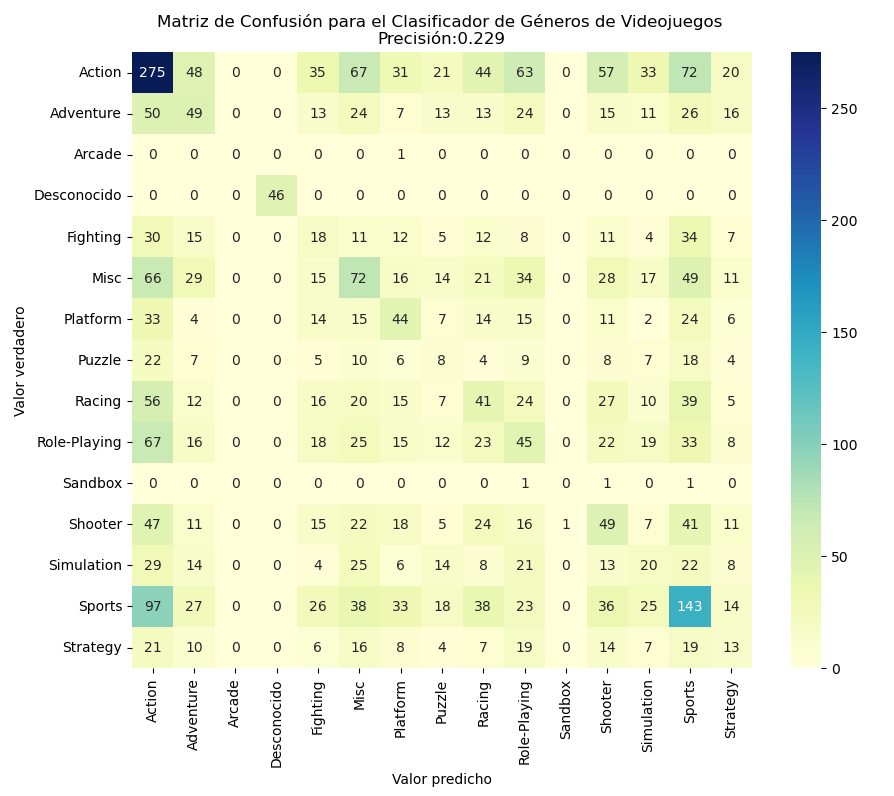 Matriz de Confusión para el Clasificador de Géneros de Videojuegos
Precisión:0.229
Valor verdadero
Action 275 48 0 0 35 67 31 21 44 63 0 57 33 72 20
Adventure 50 49 0 0 13 24 7 13 13 24 0 15 11 26 16
Arcade 0 0 0 0 0 0 1 0 0 0 0 0 0 0 0
Desconocido 0 0 0 46 0 0 0 0 0 0 0 0 0 0 0
Fighting 30 15 0 0 18 11 12 5 12 8 0 11 4 34 7
Misc 66 29 0 0 15 72 16 14 21 34 0 28 17 49 11
Platform 33 4 0 0 14 15 44 7 14 15 0 11 2 24 6
Puzzle 22 7 0 0 5 10 6 8 4 9 0 8 7 18 4
Racing 56 12 0 0 16 20 15 7 41 24 0 27 10 39 5
Role-Playing 67 16 0 0 18 25 15 12 23 45 0 22 19 33 8
Sandbox 0 0 0 0 0 0 0 0 0 1 0 1 0 1 0
Shooter 47 11 0 0 15 22 18 5 24 16 1 49 7 41 11
Simulation 29 14 0 0 4 25 6 14 8 21 0 13 20 22 8
Sports 97 27 0 0 26 38 33 18 38 23 0 36 25 143 14
Strategy 21 10 0 0 6 16 8 4 7 19 0 14 7 19 13
Action Adventure Arcade Desconocido Fighting Misc Platform Puzzle Racing Role-Playing Sandbox Shooter Simulation Sports Strategy
Valor predicho
250
200
150
100
50
0